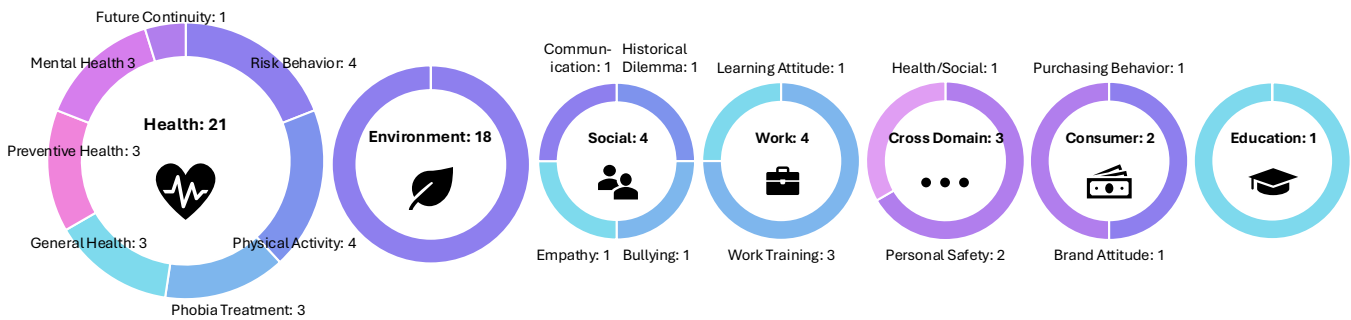 Future Continuity: 1
Mental Health 3
Risk Behavior: 4
Health: 21
Preventive Health: 3
General Health: 3
Physical Activity: 4
Phobia Treatment: 3
Environment: 18
Commun-
ication: 1
Historical
Dilemma: 1
Social: 4
Empathy: 1
Bullying: 1
Learning Attitude: 1
Work: 4
Work Training: 3
Health/Social: 1
Cross Domain: 3
Personal Safety: 2
Purchasing Behavior: 1
Consumer: 2
Brand Attitude: 1
Education: 1